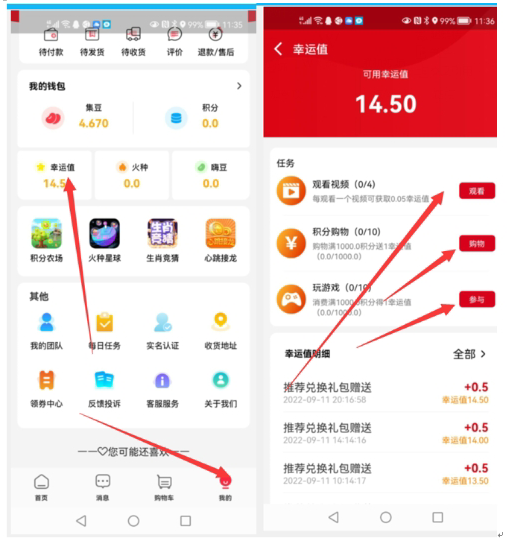 99% 11:35
待付款 待发货 待收货 评价 退款/售后
我的钱包
集豆
4.670
积分
0.0
幸运值
14.5
火种
0.0
嗨豆
0.0
积分农场 火种星球 生肖竞猜 心跳接龙
其他
我的团队 每日任务 实名认证 收货地址
领券中心 反馈投诉 客服服务 关于我们
您可能还喜欢
首页 消息 购物车 我的
99% 11:36
幸运值
可用幸运值
14.50
任务
观看视频（0/4）
每观看一个视频可获取0.05幸运值
观看
积分购物（0/10）
购物满1000.0积分送1幸运值
（0.0/1000.0）
购物
玩游戏（0/10）
消费满1000.0积分得1幸运值
（0.0/1000.0）
参与
幸运值明细
全部
推荐兑换礼包赠送 +0.5
2022-09-11 20:16:58 幸运值14.50
推荐兑换礼包赠送 +0.5
2022-09-11 14:14:16 幸运值14.00
推荐兑换礼包赠送 +0.5
2022-09-11 10:14:17 幸运值13.50